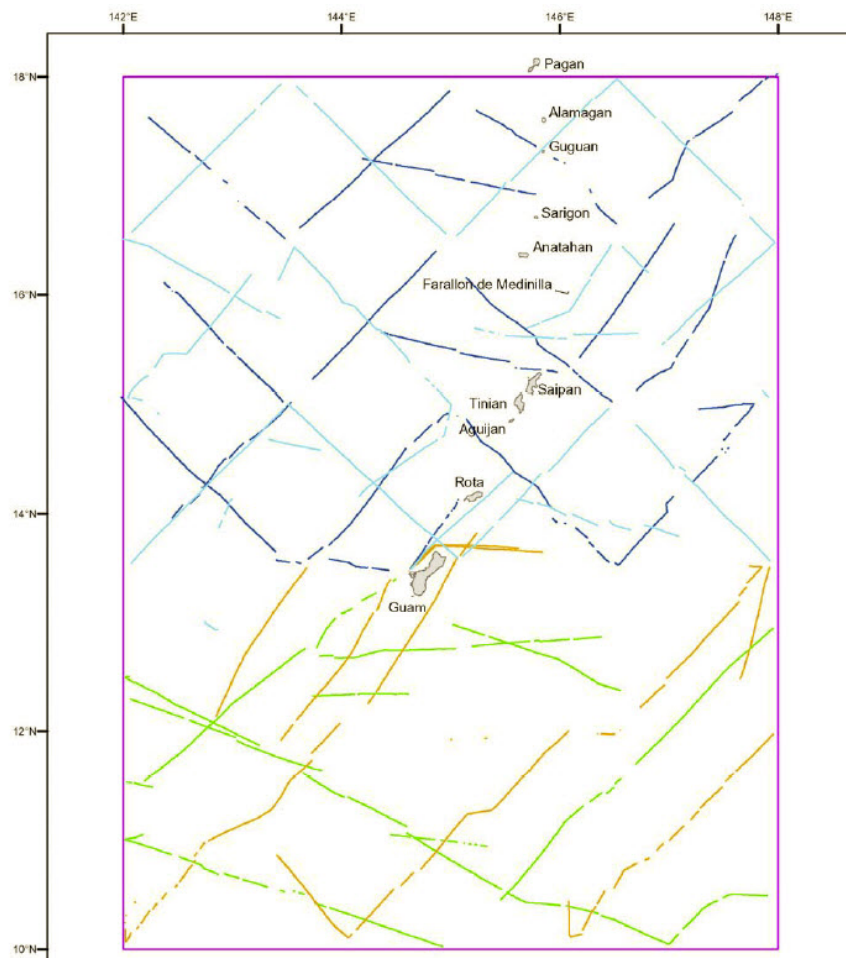 142°E 144°E 146°E 148°E
18°N
Pagan
Alamagan
Guguan
Sarigon
Anatahan
16°N
Farallon de Medinilla
Saipan
Tinian
Aguijan
Rota
14°N
Guam
12°N
10°N